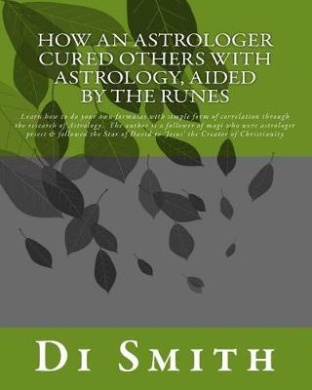 HOW AN ASTROLOGER
CURED OTHERS WITH
ASTROLOGY, AIDED
BY THE RUNES
Learn how to do your own formulas with simple form of correlation through
the research of Astrology. The author is a follower of magi who were astrologer
priest & followed the Star of David to 'Jesus' the Creator of Christianity
DI SMITH